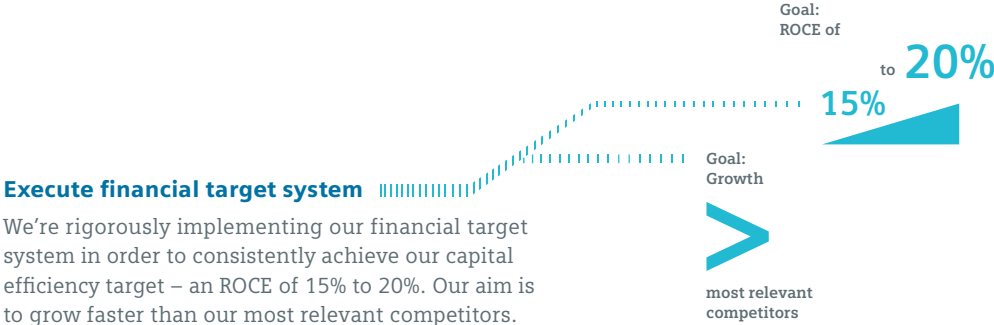 Goal:
ROCE of
15% to 20%
Goal:
Growth
>
most relevant
competitors
Execute financial target system
We’re rigorously implementing our financial target
system in order to consistently achieve our capital
efficiency target – an ROCE of 15% to 20%. Our aim is
to grow faster than our most relevant competitors.